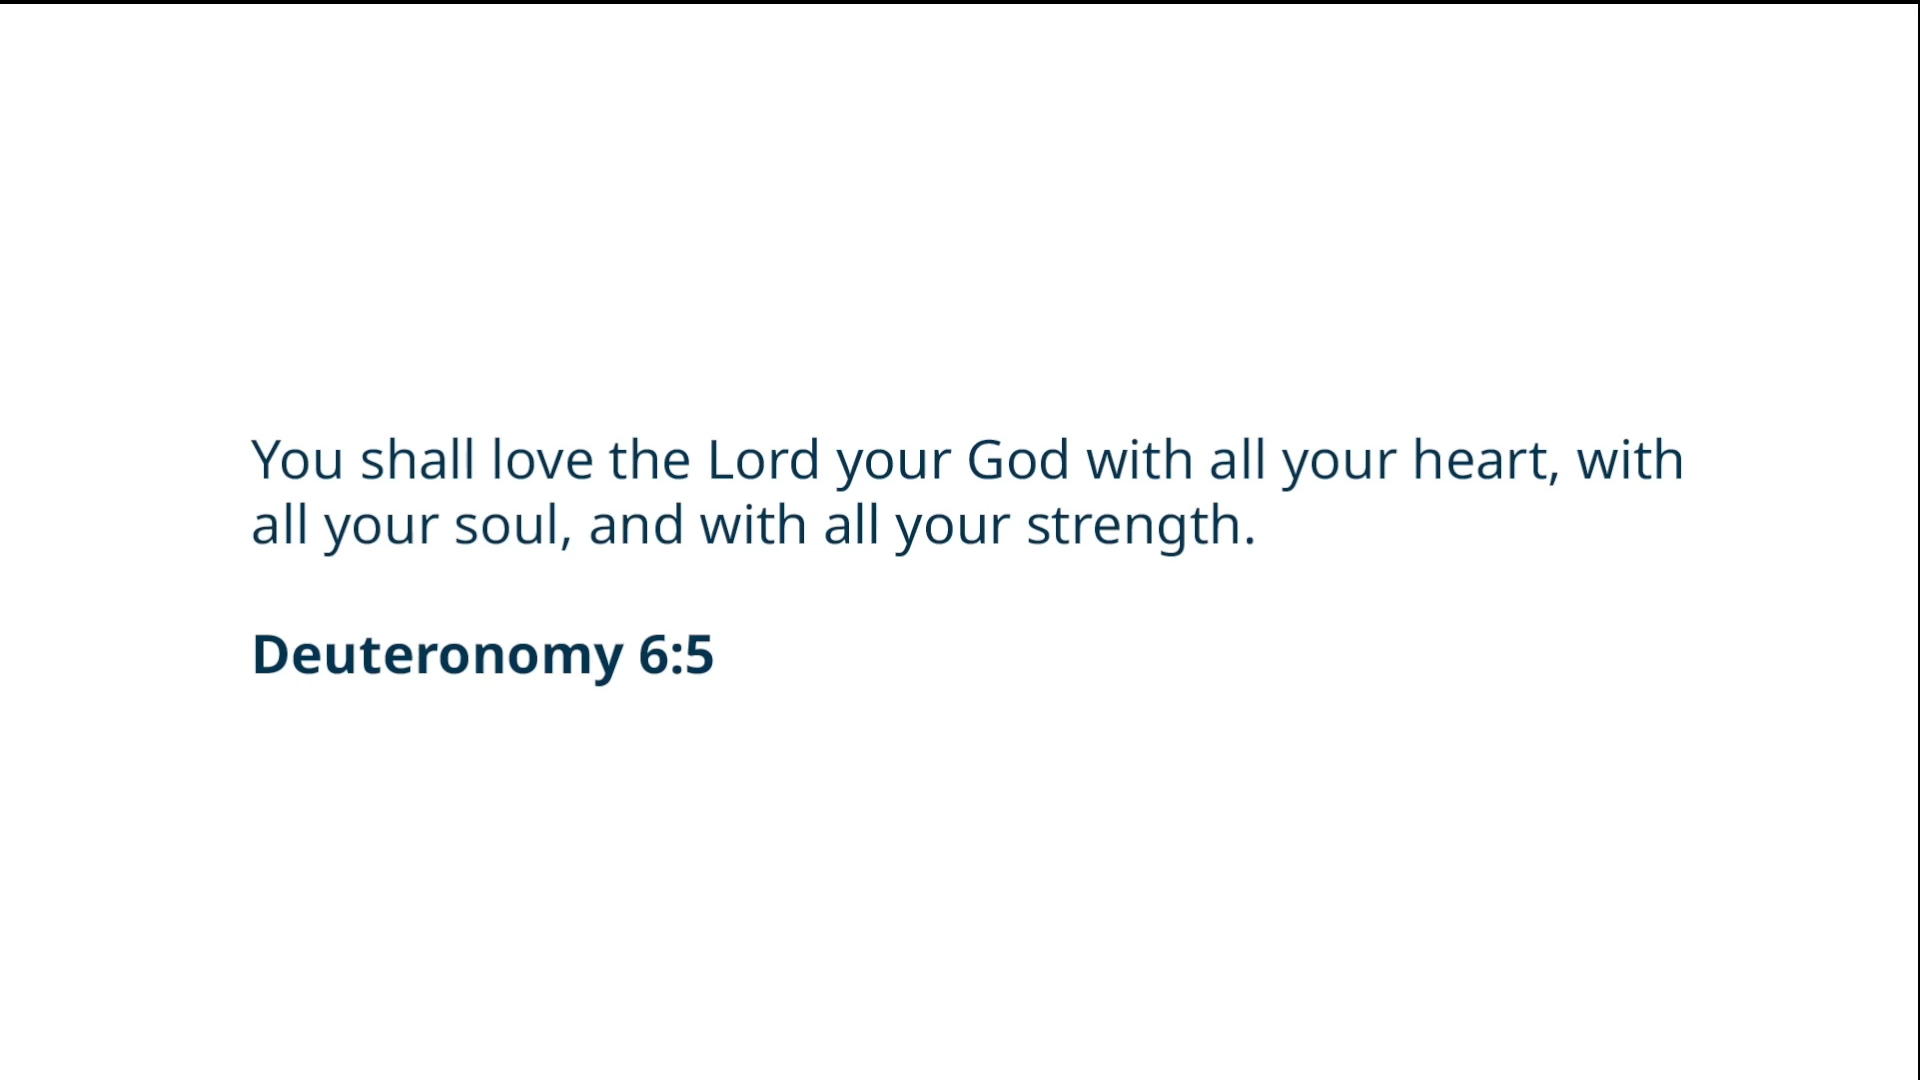 You shall love the Lord your God with all your heart, with
all your soul, and with all your strength.
Deuteronomy 6:5